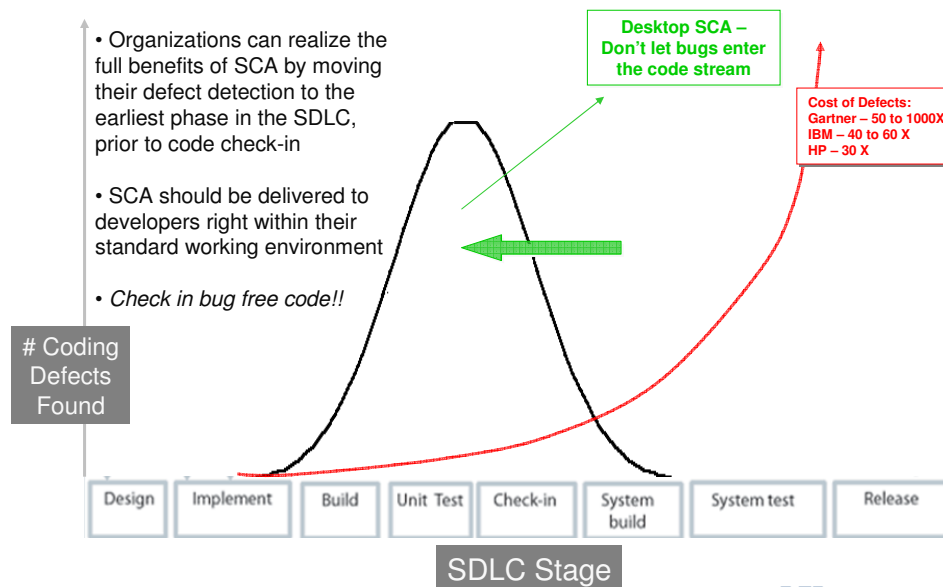 • Organizations can realize the
full benefits of SCA by moving
their defect detection to the
earliest phase in the SDLC,
prior to code check-in
• SCA should be delivered to
developers right within their
standard working environment
• Check in bug free code!!
Desktop SCA –
Don't let bugs enter
the code stream
Cost of Defects:
Gartner – 50 to 1000X
IBM – 40 to 60 X
HP – 30 X
# Coding
Defects
Found
Design
Implement
Build
Unit Test
Check-in
System
build
System test
Release
SDLC Stage